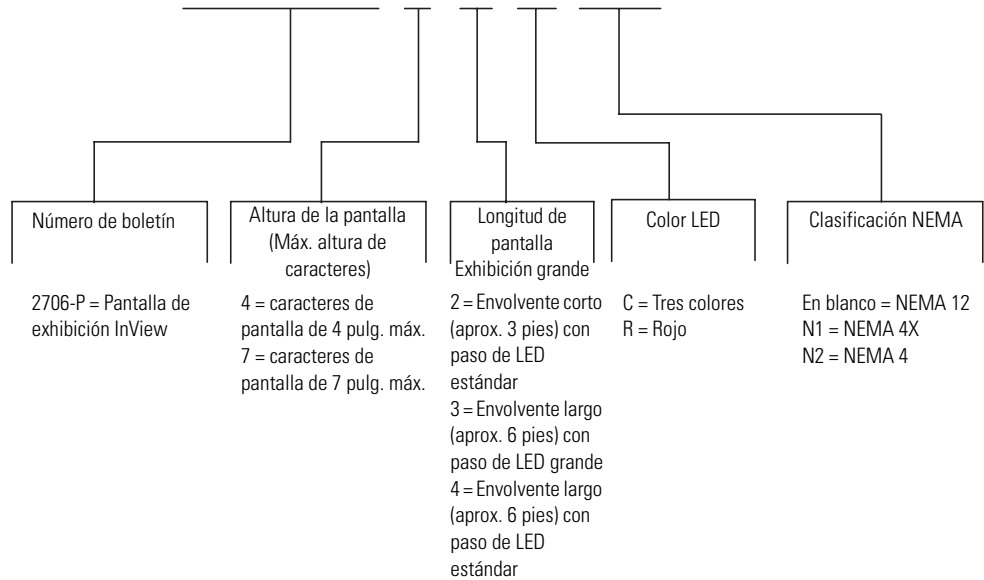 Número de boletín
2706-P = Pantalla de
exhibición InView
Altura de la pantalla
(Máx. altura de
caracteres)
4 = caracteres de
pantalla de 4 pulg. máx.
7 = caracteres de
pantalla de 7 pulg. máx.
Longitud de
pantalla
Exhibición grande
2 = Envolvente corto
(aprox. 3 pies) con
paso de LED
estándar
3 = Envolvente largo
(aprox. 6 pies) con
paso de LED grande
4 = Envolvente largo
(aprox. 6 pies) con
paso de LED
estándar
Color LED
C = Tres colores
R = Rojo
Clasificación NEMA
En blanco = NEMA 12
N1 = NEMA 4X
N2 = NEMA 4